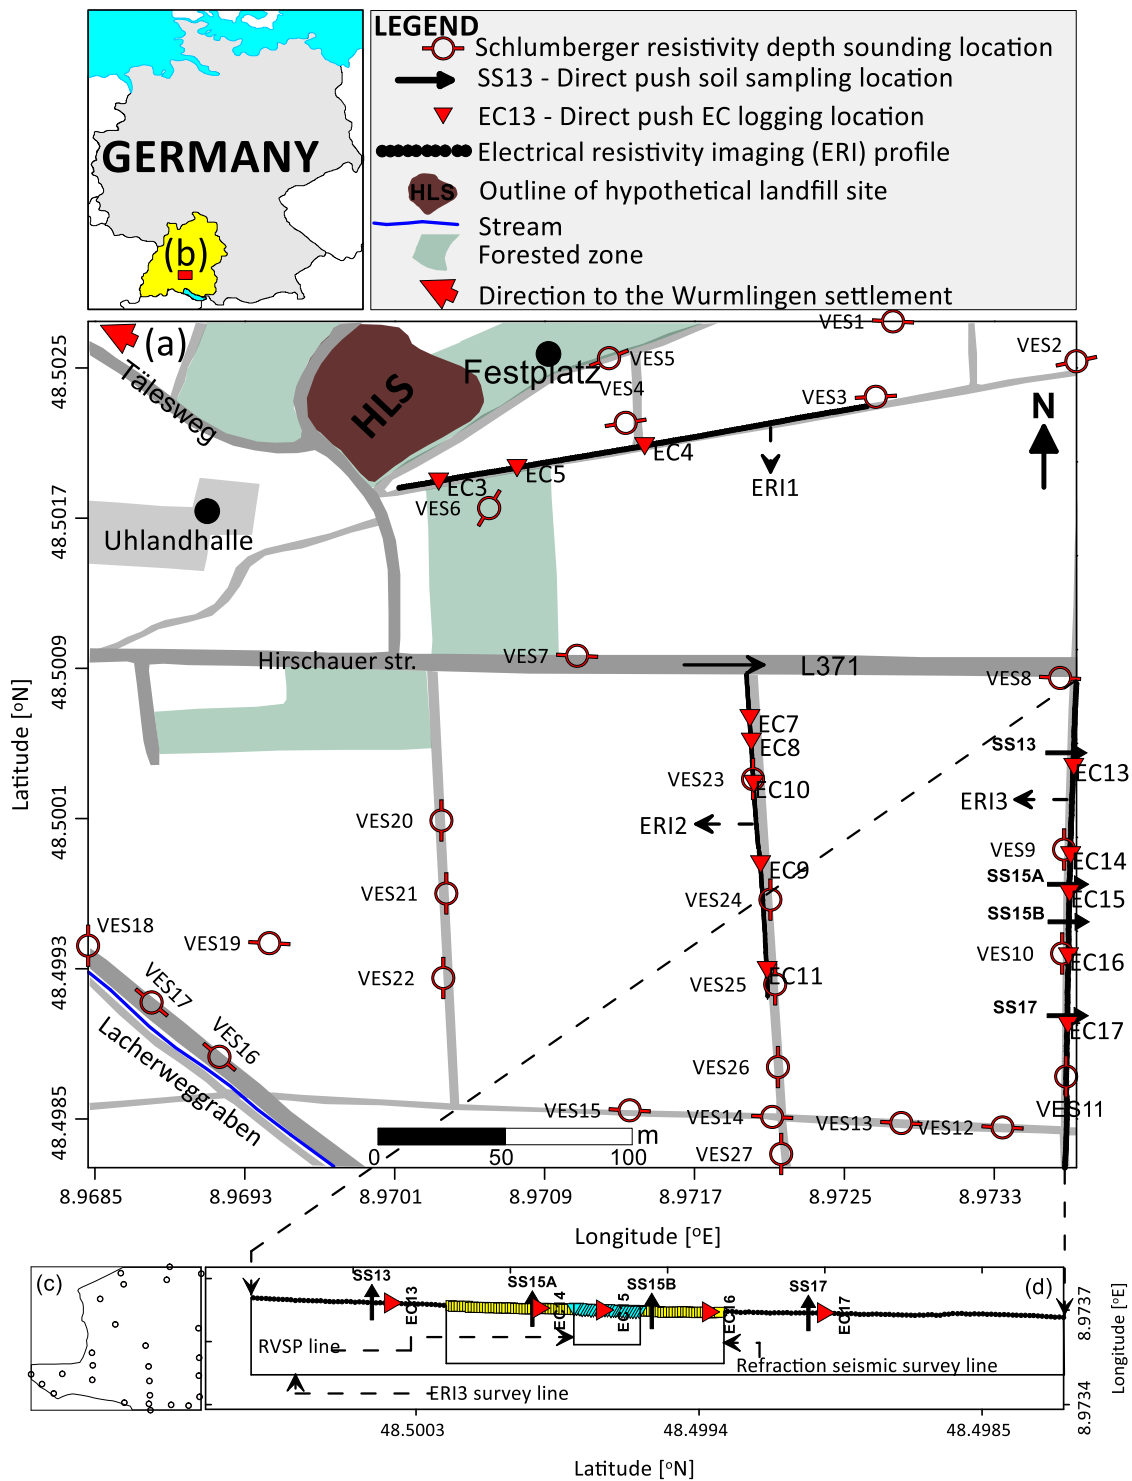 LEGEND
Schlumberger resistivity depth sounding location
SS13 - Direct push soil sampling location
EC13 - Direct push EC logging location
Electrical resistivity imaging (ERI) profile
HLS
Outline of hypothetical landfill site
Stream
Forested zone
Direction to the Wurmlingen settlement
GERMANY
(b)
(a)
VES1
VES2
48.5025
Tälesweg
HLS
Festplatz
VES5
VES4
VES3
N
EC4
EC5
EC3
VES6
ERI1
48.5017
Uhlandhalle
48.5009
Hirschauer str.
VES7
L371
VES8
EC7
EC8
SS13
VES23
EC10
EC13
ERI3
48.5001
VES20
ERI2
VES9
EC14
EC9
SS15A
VES21
VES24
EC15
SS15B
VES18
VES19
VES10
EC16
48.4993
VES22
VES25
EC11
VES17
SS17
EC17
VES16
VES26
Lacherweggraben
VES11
48.4985
VES15
VES14
VES13
VES12
m
VES27
0
50
100
Latitude [ᵒN]
8.9685
8.9693
8.9701
8.9709
8.9717
8.9725
8.9733
Longitude [ᵒE]
(c)
(d)
SS13
EC13
SS15A
SS15B
EC16
SS17
EC17
RVSP line
Refraction seismic survey line
ERI3 survey line
8.9737
8.9734
Longitude [ᵒE]
48.5003
48.4994
48.4985
Latitude [ᵒN]